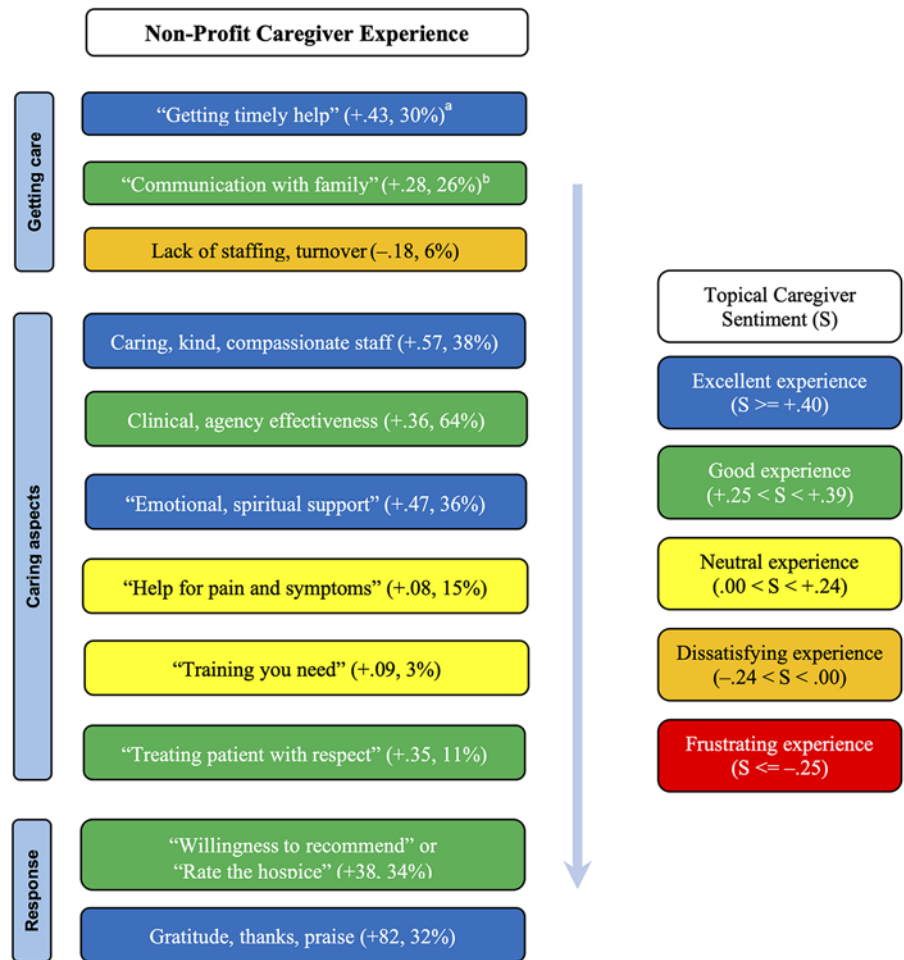 Non-Profit Caregiver Experience
Getting care
“Getting timely help” (+.43, 30%)a
“Communication with family” (+.28, 26%)b
Lack of staffing, turnover (–.18, 6%)
Caring aspects
Caring, kind, compassionate staff (+.57, 38%)
Clinical, agency effectiveness (+.36, 64%)
“Emotional, spiritual support” (+.47, 36%)
“Help for pain and symptoms” (+.08, 15%)
“Training you need” (+.09, 3%)
“Treating patient with respect” (+.35, 11%)
Response
“Willingness to recommend” or
“Rate the hospice” (+38, 34%)
Gratitude, thanks, praise (+82, 32%)
Topical Caregiver
Sentiment (S)
Excellent experience
(S >= +.40)
Good experience
(+.25 < S < +.39)
Neutral experience
(.00 < S < +.24)
Dissatisfying experience
(–.24 < S < .00)
Frustrating experience
(S <= –.25)